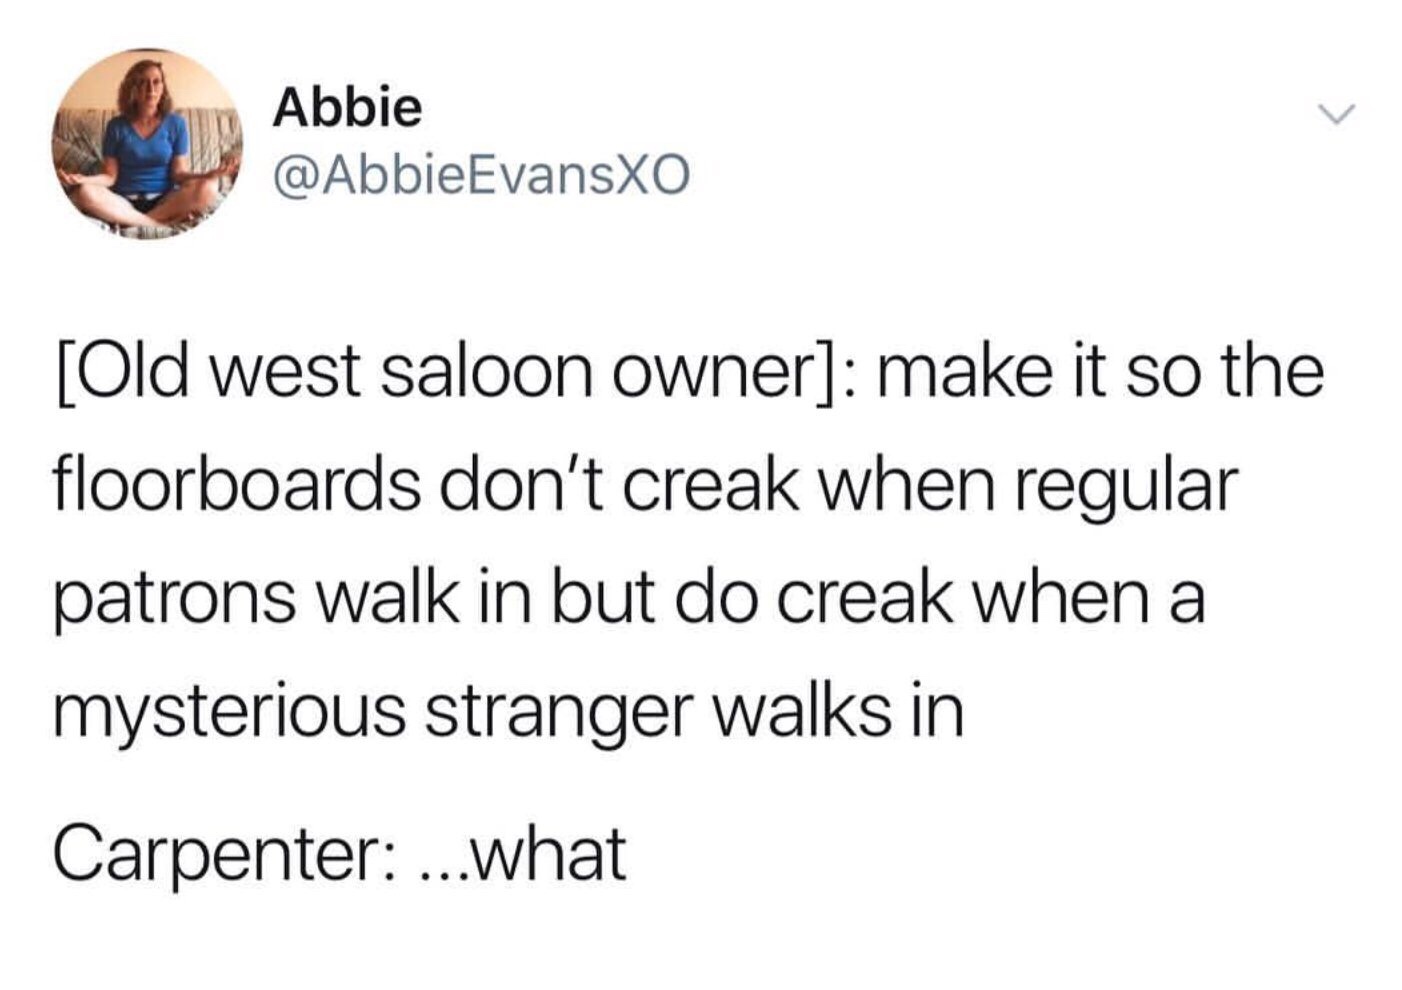 Abbie
@AbbieEvansXO
[Old west saloon owner]: make it so the
floorboards don’t creak when regular
patrons walk in but do creak when a
mysterious stranger walks in
Carpenter: ...what